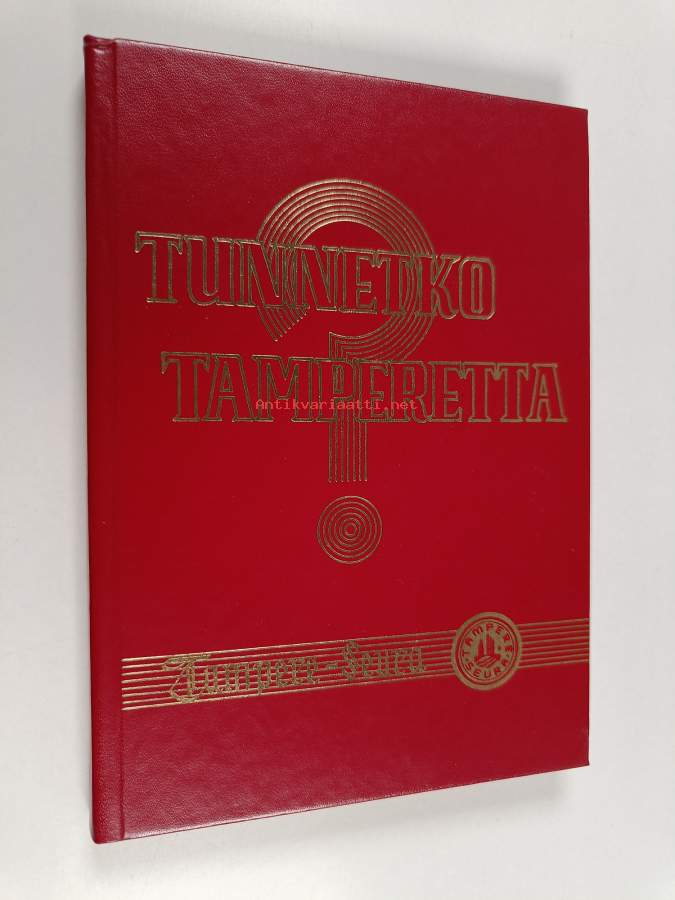 TUNNETKO
TAMPERETTA
?
Antikvariaatti.net
Tampere-Seura
TAMPERE
SEURA